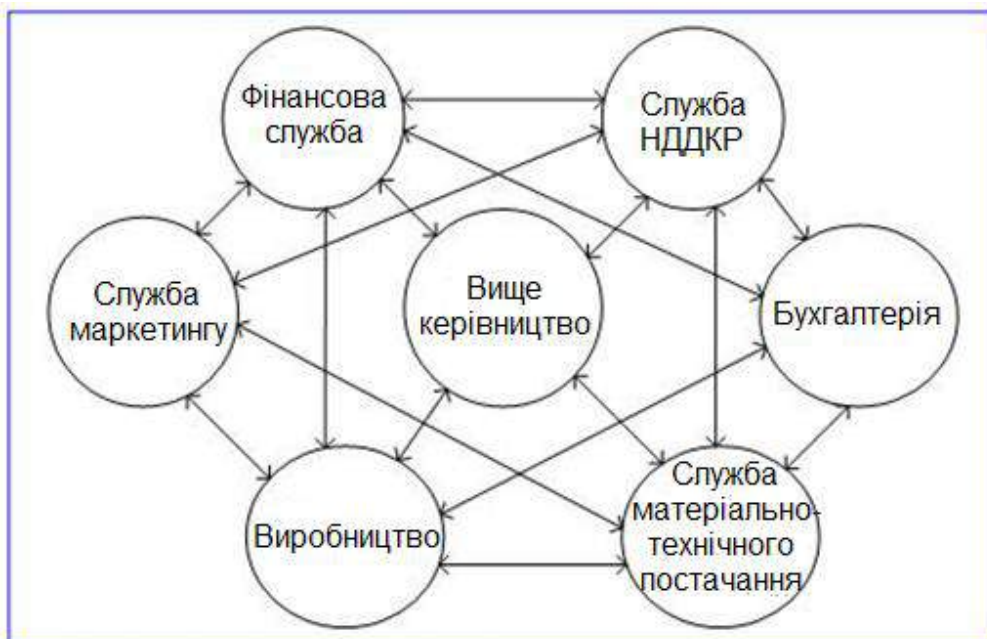 Фінансова
служба
Служба
НДДКР
Служба
маркетингу
Вище
керівництво
Бухгалтерія
Виробництво
Служба
матеріально-
технічного
постачання